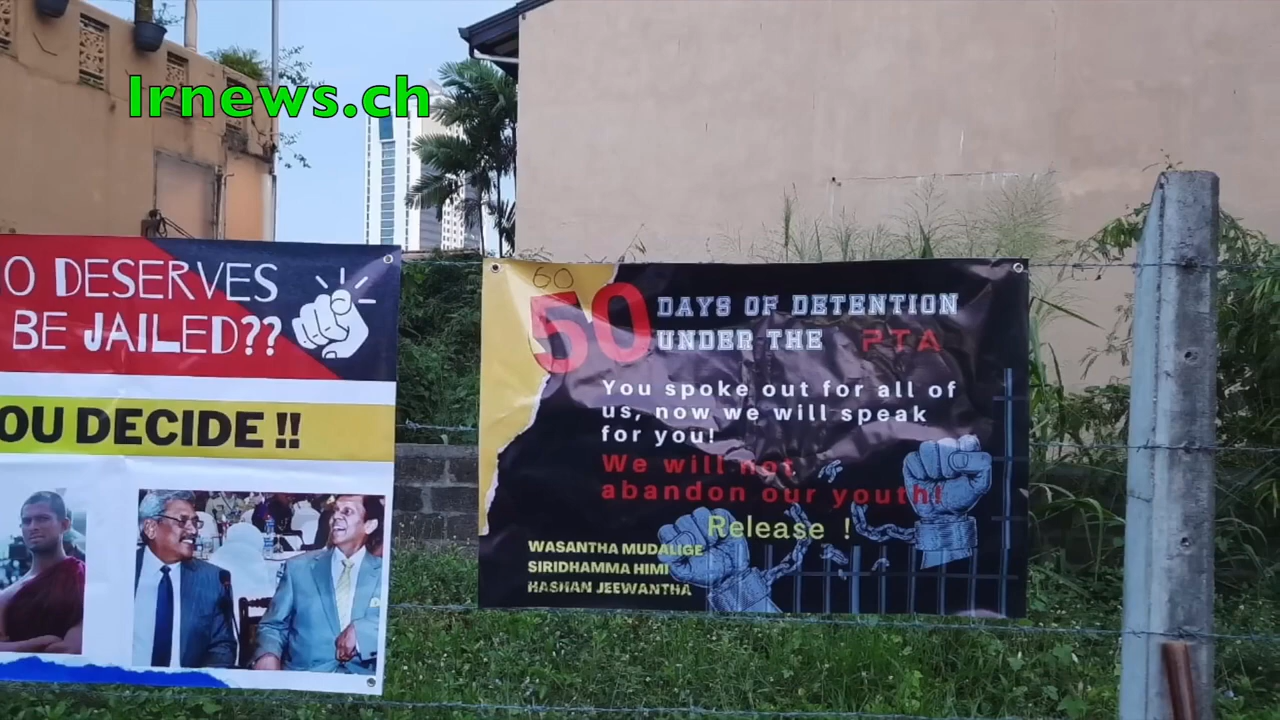 lrnews.ch
O DESERVES
BE JAILED??
OU DECIDE !!
60
50 DAYS OF DETENTION
UNDER THE PTA
You spoke out for all of
us, now we will speak
for you!
We will not
abandon our youth!
Release !
WASANTHA MUDALIGE
SIRIDHAMMA HIMI
HASHAN JEEWANTHA